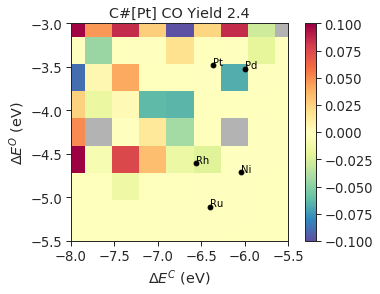 C#[Pt] CO Yield 2.4
−3.0
−3.5
−4.0
−4.5
−5.0
−5.5
ΔE^O (eV)
−8.0 −7.5 −7.0 −6.5 −6.0 −5.5
ΔE^C (eV)
Pt
Pd
Rh
Ni
Ru
0.100
0.075
0.050
0.025
0.000
−0.025
−0.050
−0.075
−0.100